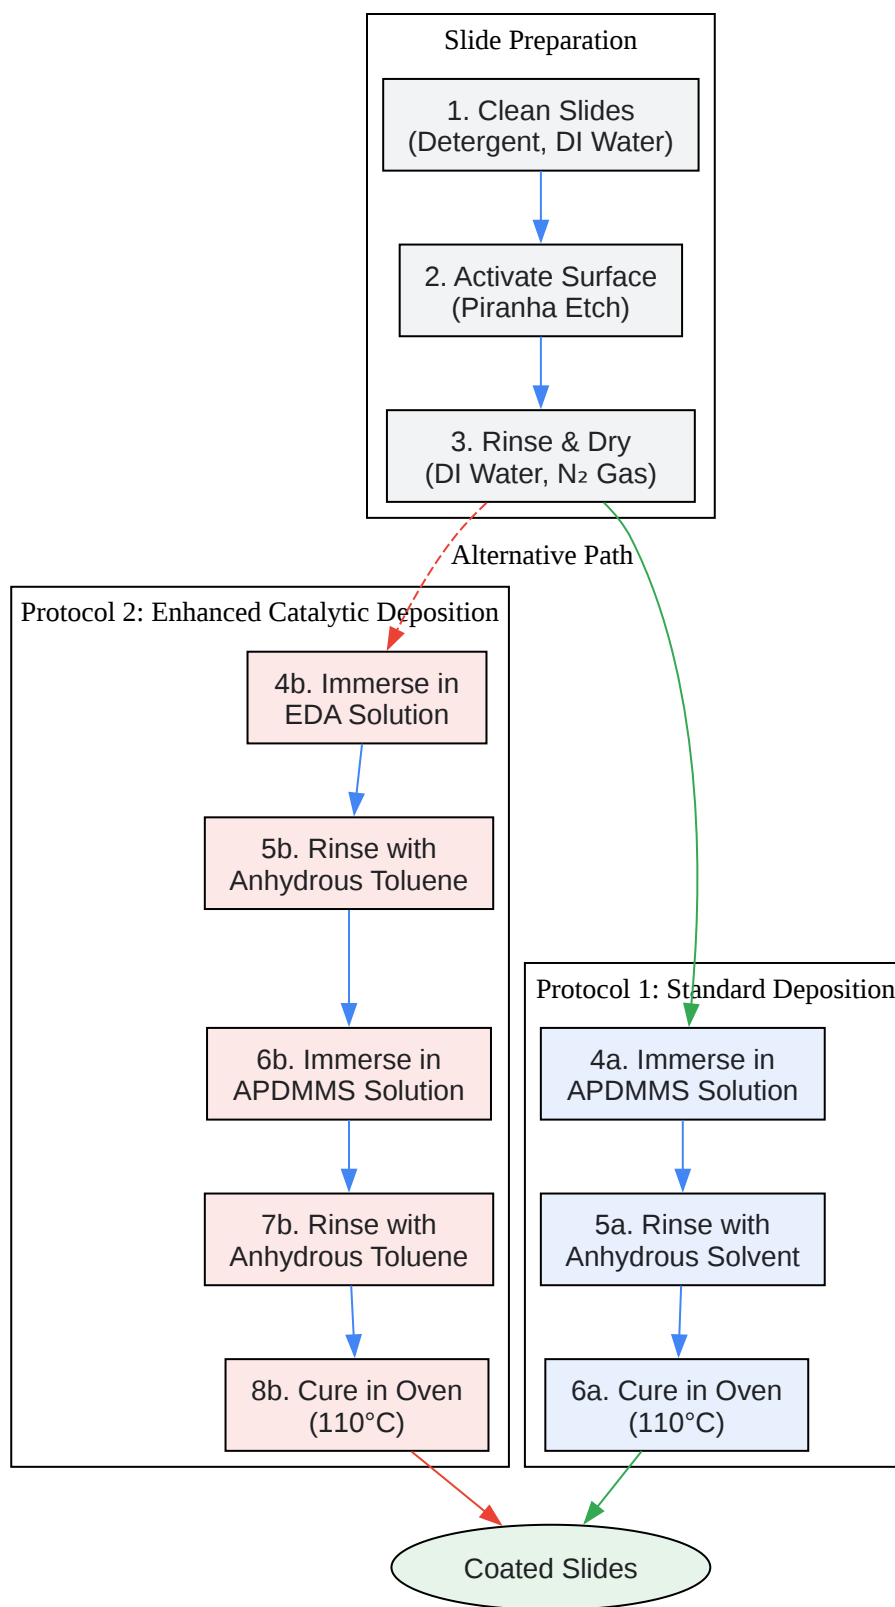 Slide Preparation
1. Clean Slides
(Detergent, DI Water)
2. Activate Surface
(Piranha Etch)
3. Rinse & Dry
(DI Water, N₂ Gas)
Alternative Path
Protocol 2: Enhanced Catalytic Deposition
4b. Immerse in
EDA Solution
5b. Rinse with
Anhydrous Toluene
6b. Immerse in
APDMMS Solution
7b. Rinse with
Anhydrous Toluene
8b. Cure in Oven
(110°C)
Protocol 1: Standard Deposition
4a. Immerse in
APDMMS Solution
5a. Rinse with
Anhydrous Solvent
6a. Cure in Oven
(110°C)
Coated Slides